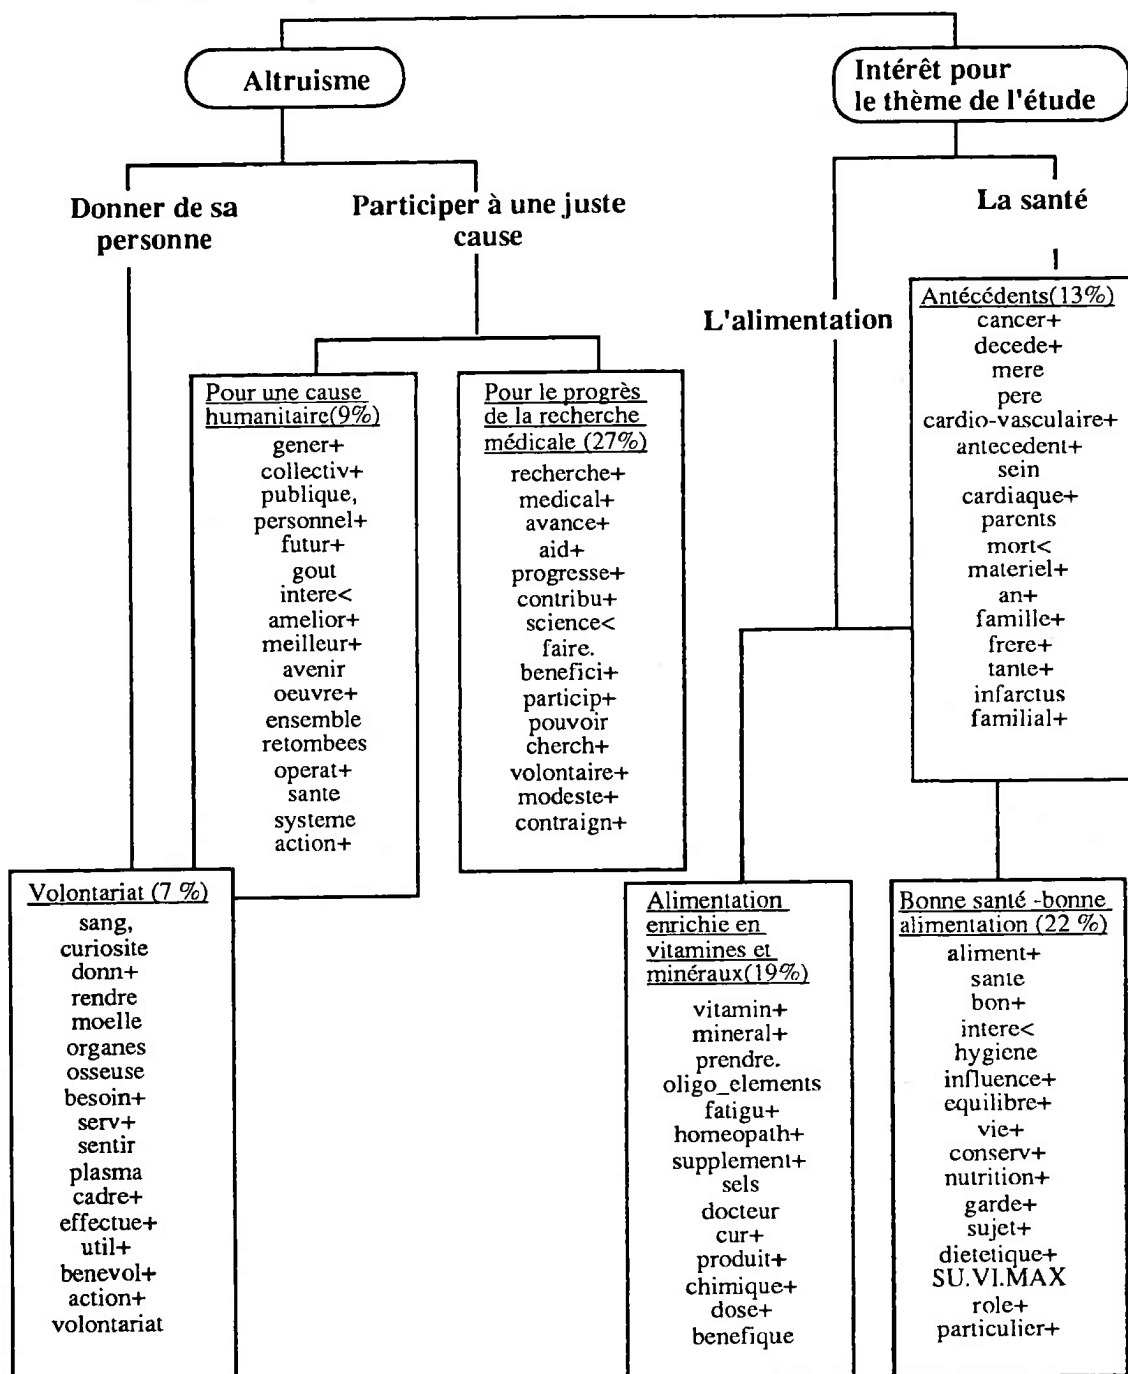 Altruisme
Intérêt pour
le thème de l'étude
Donner de sa
personne
Participer à une juste
cause
La santé
L'alimentation
Antécédents(13%)
cancer+
decede+
mere
pere
cardio-vasculaire+
antecedent+
sein
cardiaque+
parents
mort<
materiel+
an+
famille+
frere+
tante+
infarctus
familial+
Pour une cause
humanitaire(9%)
gener+
collectiv+
publique,
personnel+
futur+
gout
intere<
amelior+
meilleur+
avenir
oeuvre+
ensemble
retombees
operat+
sante
systeme
action+
Pour le progrès
de la recherche
médicale (27%)
recherche+
medical+
avance+
aid+
progresse+
contribu+
science<
faire.
benefici+
particip+
pouvoir
cherch+
volontaire+
modeste+
contraign+
Volontariat (7 %)
sang,
curiosite
donn+
rendre
moelle
organes
osseuse
besoin+
serv+
sentir
plasma
cadre+
effectue+
util+
benevol+
action+
volontariat
Alimentation
enrichie en
vitamines et
minéraux(19%)
vitamin+
mineral+
prendre.
oligo_elements
fatigu+
homeopath+
supplement+
sels
docteur
cur+
produit+
chimique+
dose+
benefique
Bonne santé -bonne
alimentation (22 %)
aliment+
sante
bon+
intere<
hygiene
influence+
equilibre+
vie+
conserv+
nutrition+
garde+
sujet+
dietetique+
SU.VI.MAX
role+
particulier+